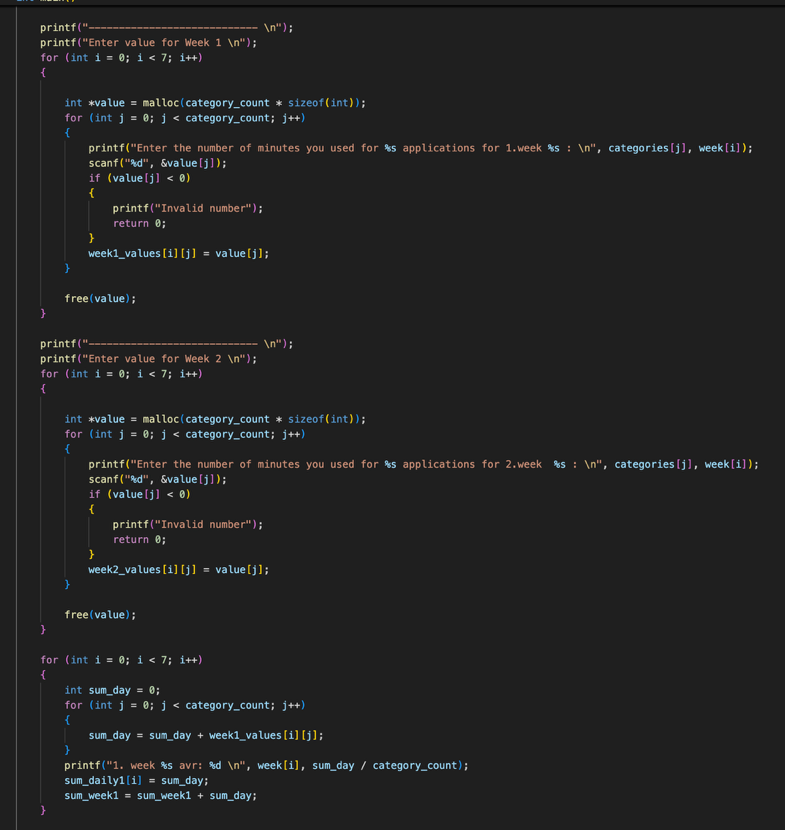 printf("---------------------------- \n");
printf("Enter value for Week 1 \n");
for (int i = 0; i < 7; i++)
{
int *value = malloc(category_count * sizeof(int));
for (int j = 0; j < category_count; j++)
{
printf("Enter the number of minutes you used for %s applications for 1.week %s : \n", categories[j], week[i]);
scanf("%d", &value[j]);
if (value[j] < 0)
{
printf("Invalid number");
return 0;
}
week1_values[i][j] = value[j];
}
free(value);
}
printf("---------------------------- \n");
printf("Enter value for Week 2 \n");
for (int i = 0; i < 7; i++)
{
int *value = malloc(category_count * sizeof(int));
for (int j = 0; j < category_count; j++)
{
printf("Enter the number of minutes you used for %s applications for 2.week  %s : \n", categories[j], week[i]);
scanf("%d", &value[j]);
if (value[j] < 0)
{
printf("Invalid number");
return 0;
}
week2_values[i][j] = value[j];
}
free(value);
}
for (int i = 0; i < 7; i++)
{
int sum_day = 0;
for (int j = 0; j < category_count; j++)
{
sum_day = sum_day + week1_values[i][j];
}
printf("1. week %s avr: %d \n", week[i], sum_day / category_count);
sum_daily1[i] = sum_day;
sum_week1 = sum_week1 + sum_day;
}